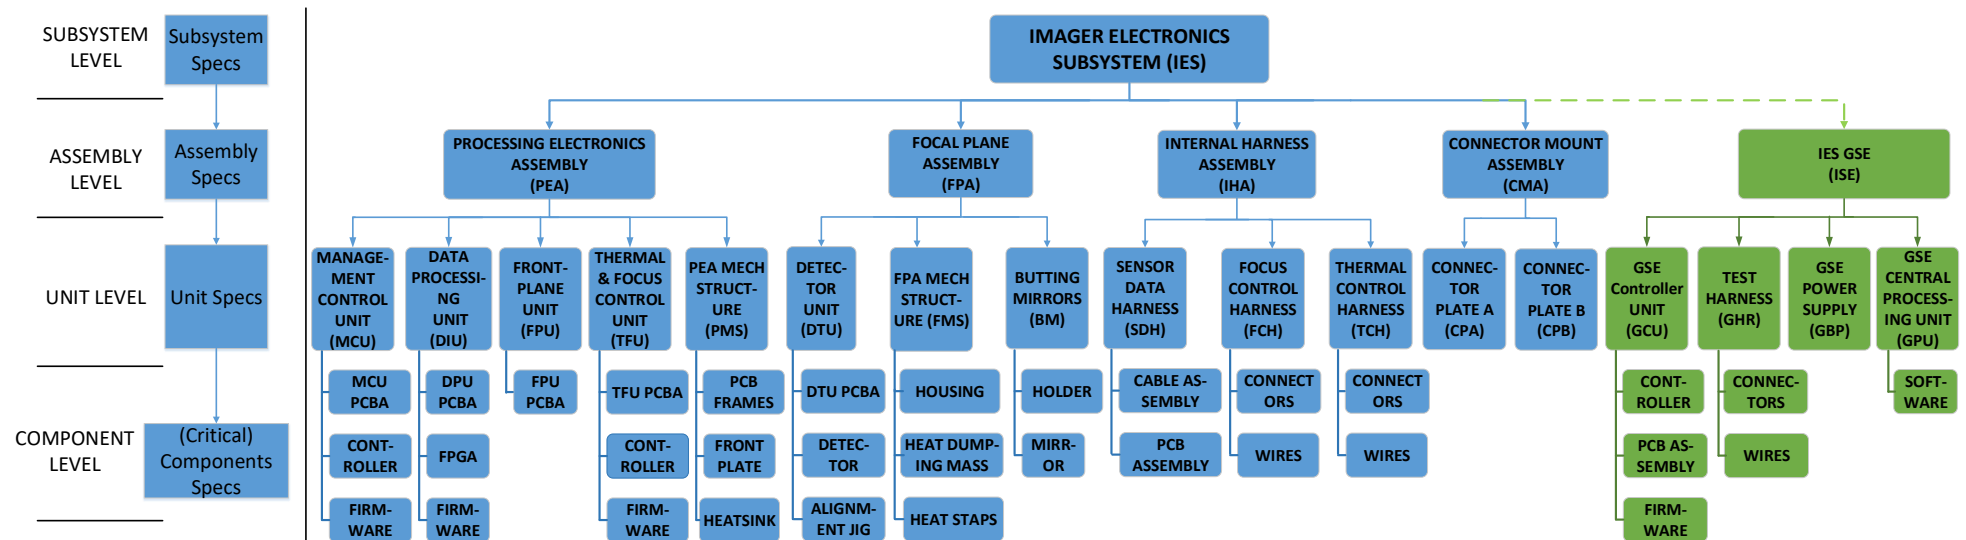 SUBSYSTEM
LEVEL
Subsystem
Specs
IMAGER ELECTRONICS
SUBSYSTEM (IES)
ASSEMBLY
LEVEL
Assembly
Specs
PROCESSING ELECTRONICS
ASSEMBLY
(PEA)
FOCAL PLANE
ASSEMBLY
(FPA)
INTERNAL HARNESS
ASSEMBLY
(IHA)
CONNECTOR MOUNT
ASSEMBLY
(CMA)
IES GSE
(ISE)
UNIT LEVEL
Unit Specs
MANAGE-
MENT
CONTROL
UNIT
(MCU)
DATA
PROCESSI-
NG
UNIT
(DIU)
FRONT-
PLANE
UNIT
(FPU)
THERMAL
& FOCUS
CONTROL
UNIT
(TFU)
PEA MECH
STRUCT-
URE
(PMS)
DETEC-
TOR
UNIT
(DTU)
FPA MECH
STRUCT-
URE (FMS)
BUTTING
MIRRORS
(BM)
SENSOR
DATA
HARNESS
(SDH)
FOCUS
CONTROL
HARNESS
(FCH)
THERMAL
CONTROL
HARNESS
(TCH)
CONNEC-
TOR
PLATE A
(CPA)
CONNEC-
TOR
PLATE B
(CPB)
GSE
Controller
UNIT
(GCU)
TEST
HARNESS
(GHR)
GSE
POWER
SUPPLY
(GBP)
GSE
CENTRAL
PROCESS-
ING UNIT
(GPU)
COMPONENT
LEVEL
(Critical)
Components
Specs
MCU
PCBA
CONT-
ROLLER
FIRM-
WARE
DPU
PCBA
FPGA
FIRM-
WARE
FPU
PCBA
TFU PCBA
CONT-
ROLLER
FIRM-
WARE
PCB
FRAMES
FRONT
PLATE
HEATSINK
DTU PCBA
DETEC-
TOR
ALIGNM-
ENT JIG
HOUSING
HEAT DUMP-
ING MASS
HEAT STAPS
HOLDER
MIRR-
OR
CABLE AS-
SEMBLY
PCB
ASSEMBLY
CONNECT
ORS
WIRES
CONNECT
ORS
WIRES
CONT-
ROLLER
PCB AS-
SEMBLY
FIRM-
WARE
CONNEC-
TORS
WIRES
SOFT-
WARE